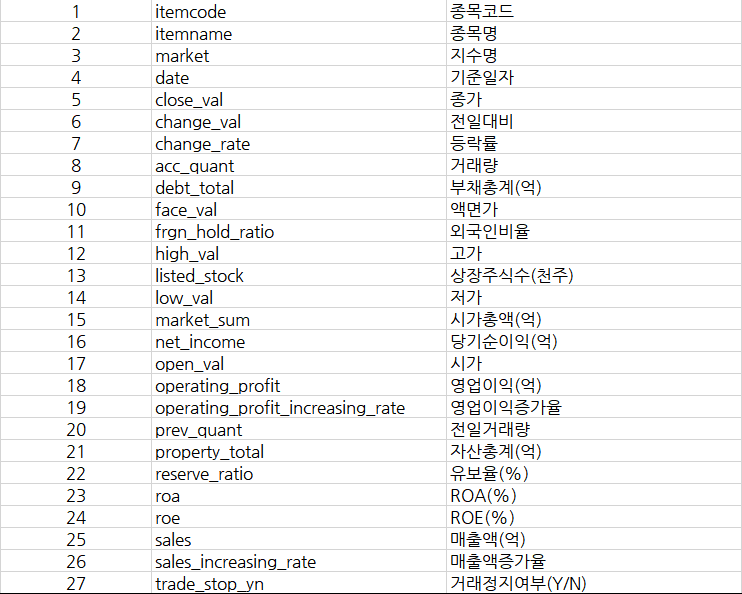 1 itemcode 종목코드
2 itemname 종목명
3 market 지수명
4 date 기준일자
5 close_val 종가
6 change_val 전일대비
7 change_rate 등락률
8 acc_quant 거래량
9 debt_total 부채총계(억)
10 face_val 액면가
11 frgn_hold_ratio 외국인비율
12 high_val 고가
13 listed_stock 상장주식수(천주)
14 low_val 저가
15 market_sum 시가총액(억)
16 net_income 당기순이익(억)
17 open_val 시가
18 operating_profit 영업이익(억)
19 operating_profit_increasing_rate 영업이익증가율
20 prev_quant 전일거래량
21 property_total 자산총계(억)
22 reserve_ratio 유보율(%)
23 roa ROA(%)
24 roe ROE(%)
25 sales 매출액(억)
26 sales_increasing_rate 매출액증가율
27 trade_stop_yn 거래정지여부(Y/N)